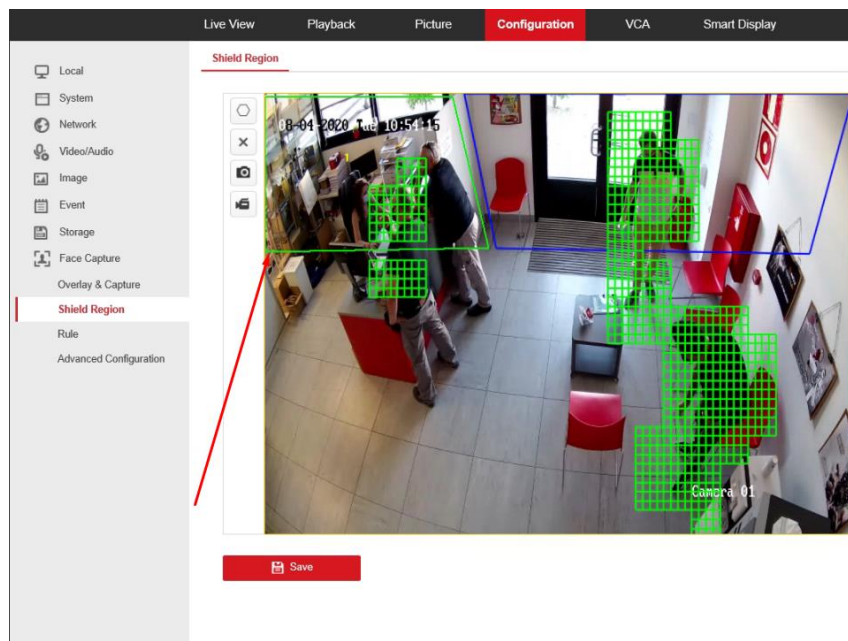 Live View Playback Picture Configuration VCA Smart Display
Shield Region
Local
System
Network
Video/Audio
Image
Event
Storage
Face Capture
Overlay & Capture
Shield Region
Rule
Advanced Configuration
08-04-2020 Tue 10:54:15
Camera 01
Save